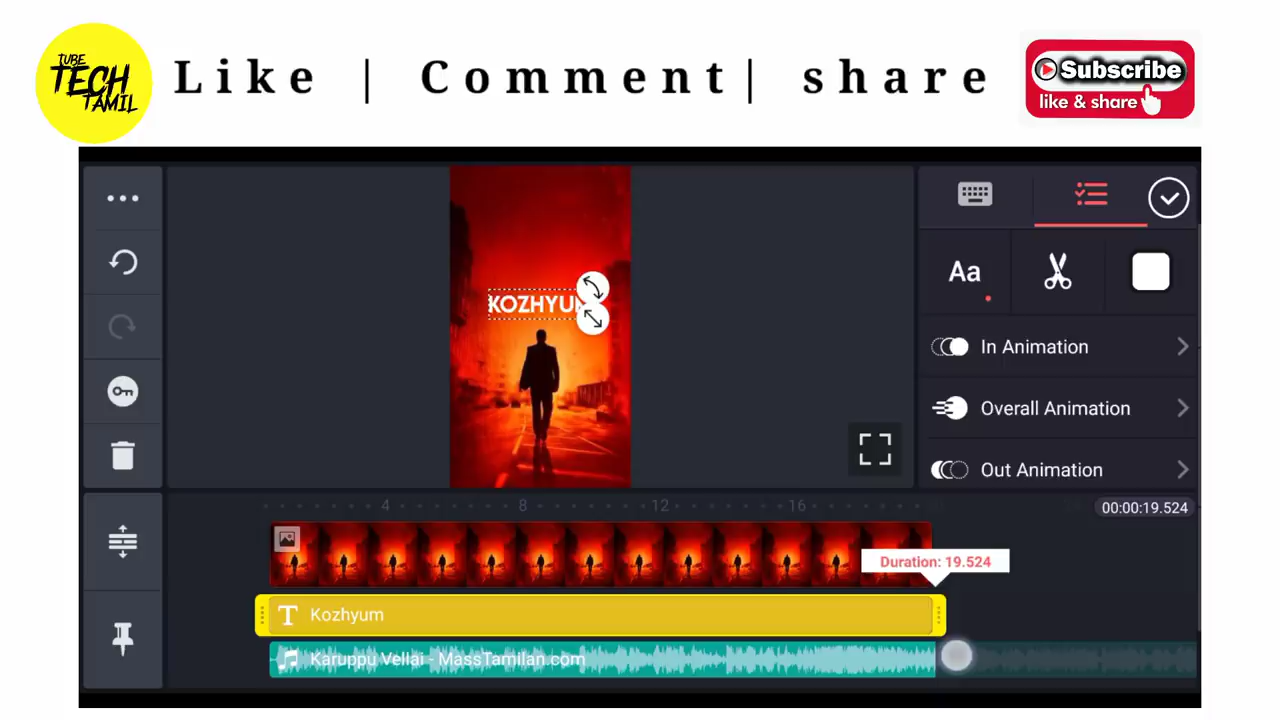 TUBE
TECH
TAMIL
Like | Comment| share
Subscribe
like & share
KOZHYU
Aa
In Animation
Overall Animation
Out Animation
4 8 12 16
00:00:19.524
Duration: 19.524
T Kozhyum
Karuppu Vellai - MassTamilan.com